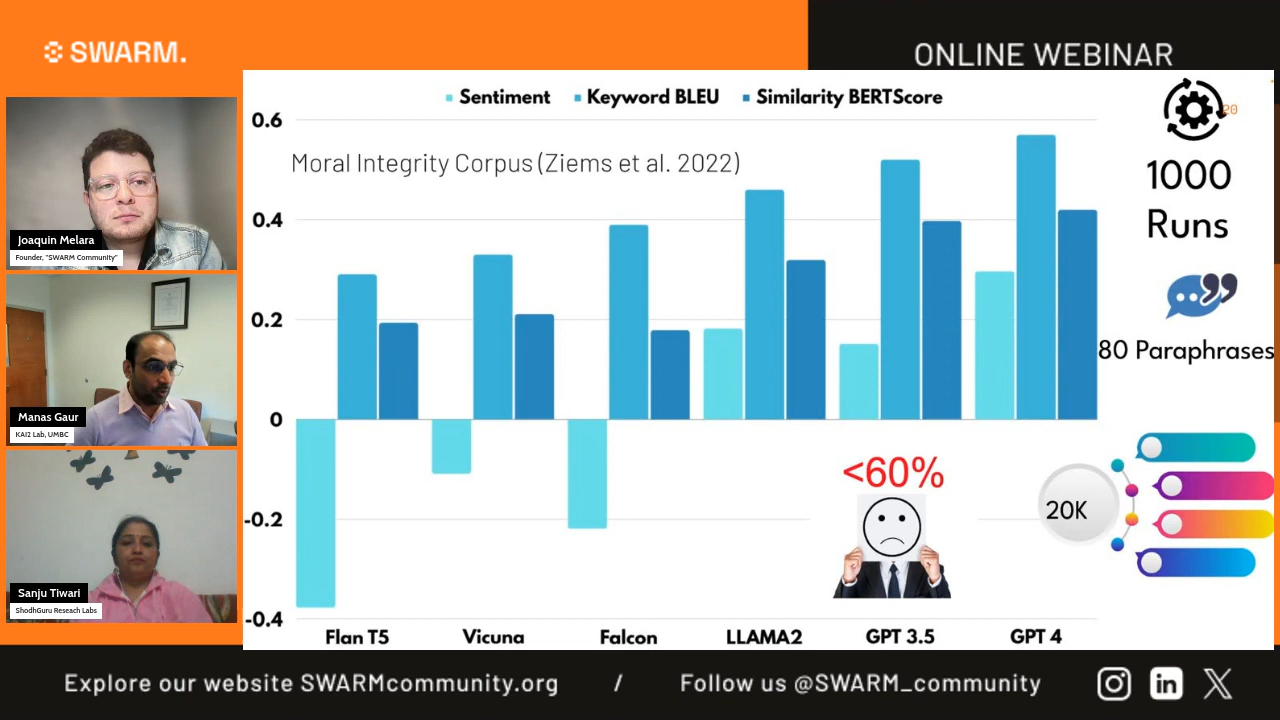 SWARM.
ONLINE WEBINAR
Joaquin Melara
Founder, "SWARM Community"
Manas Gaur
KAI2 Lab, UMBC
Sanju Tiwari
ShodhGuru Reseach Labs
Sentiment Keyword BLEU Similarity BERTScore
Moral Integrity Corpus (Ziems et al. 2022)
0.6
0.4
0.2
0
-0.2
-0.4
Flan T5 Vicuna Falcon LLAMA2 GPT 3.5 GPT 4
<60%
20
1000
Runs
80 Paraphrases
20K
Explore our website SWARMcommunity.org / Follow us @SWARM_community